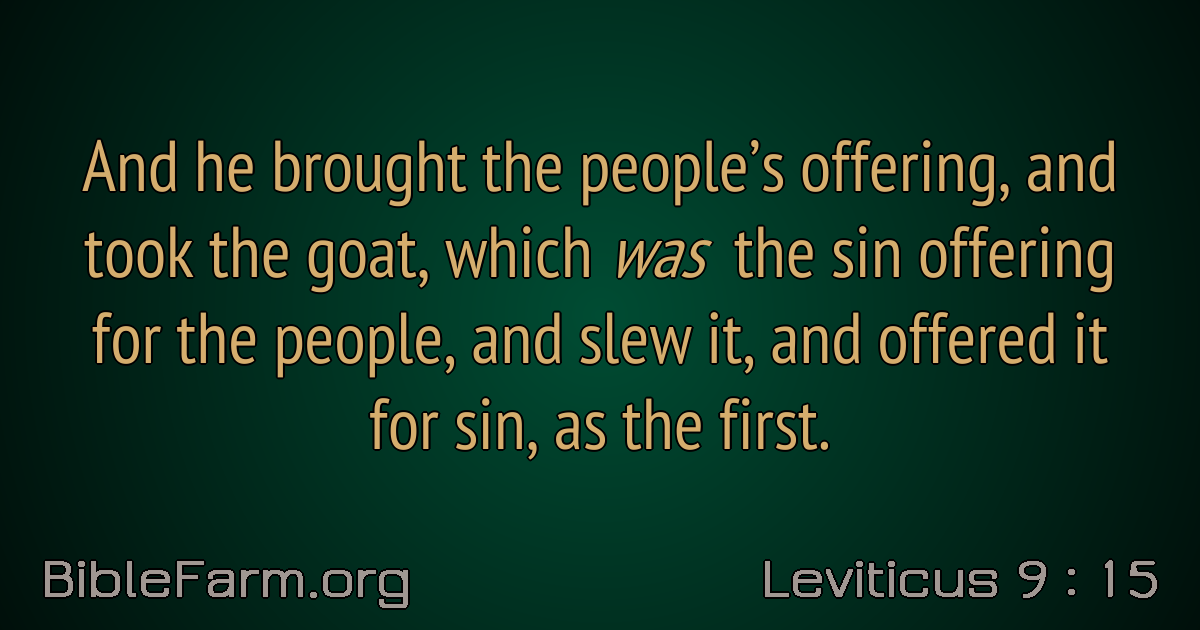 And he brought the people’s offering, and
took the goat, which was the sin offering
for the people, and slew it, and offered it
for sin, as the first.
BibleFarm.org
Leviticus 9 : 15